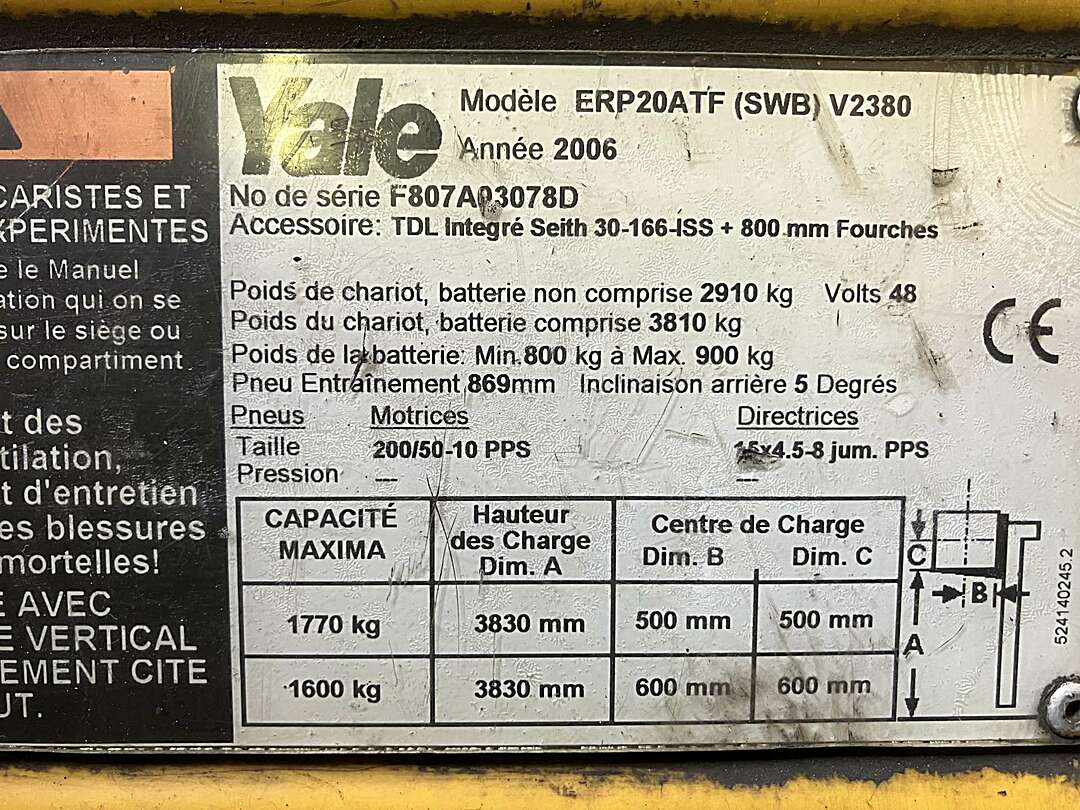 CARISTES ET
XPERIMENTES
e le Manuel
ation qui on se
sur le siège ou
compartiment
t des
tilation,
t d'entretien
es blessures
mortelles!
E AVEC
E VERTICAL
EMENT CITE
UT.
Yale
Modèle ERP20ATF (SWB) V2380
Année 2006
No de série F807A03078D
Accessoire: TDL Integré Seith 30-166-ISS + 800 mm Fourches
Poids de chariot, batterie non comprise 2910 kg Volts 48
Poids du chariot, batterie comprise 3810 kg
Poids de la batterie: Min. 800 kg à Max. 900 kg
Pneu Entraînement 869mm Inclinaison arrière 5 Degrés
CE
Pneus Motrices Directrices
Taille 200/50-10 PPS 15x4.5-8 jum. PPS
Pression --- ---
CAPACITÉ MAXIMA
Hauteur des Charge Dim. A
Centre de Charge
Dim. B Dim. C
1770 kg 3830 mm 500 mm 500 mm
1600 kg 3830 mm 600 mm 600 mm
C
B
A
524140245.2